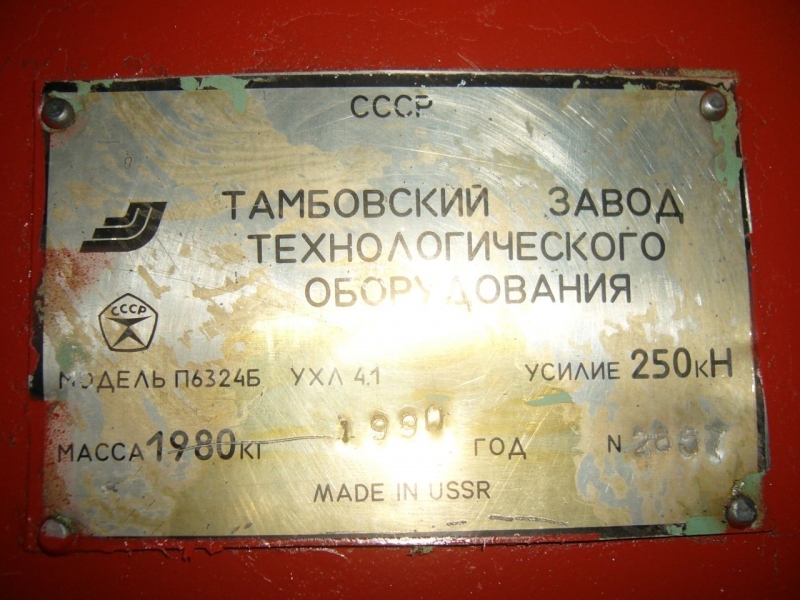 СССР
ТАМБОВСКИЙ ЗАВОД
ТЕХНОЛОГИЧЕСКОГО
ОБОРУДОВАНИЯ
СССР
МОДЕЛЬ П6324Б УХЛ 4.1 УСИЛИЕ 250кН
МАССА 1980кг 1990 ГОД N
MADE IN USSR